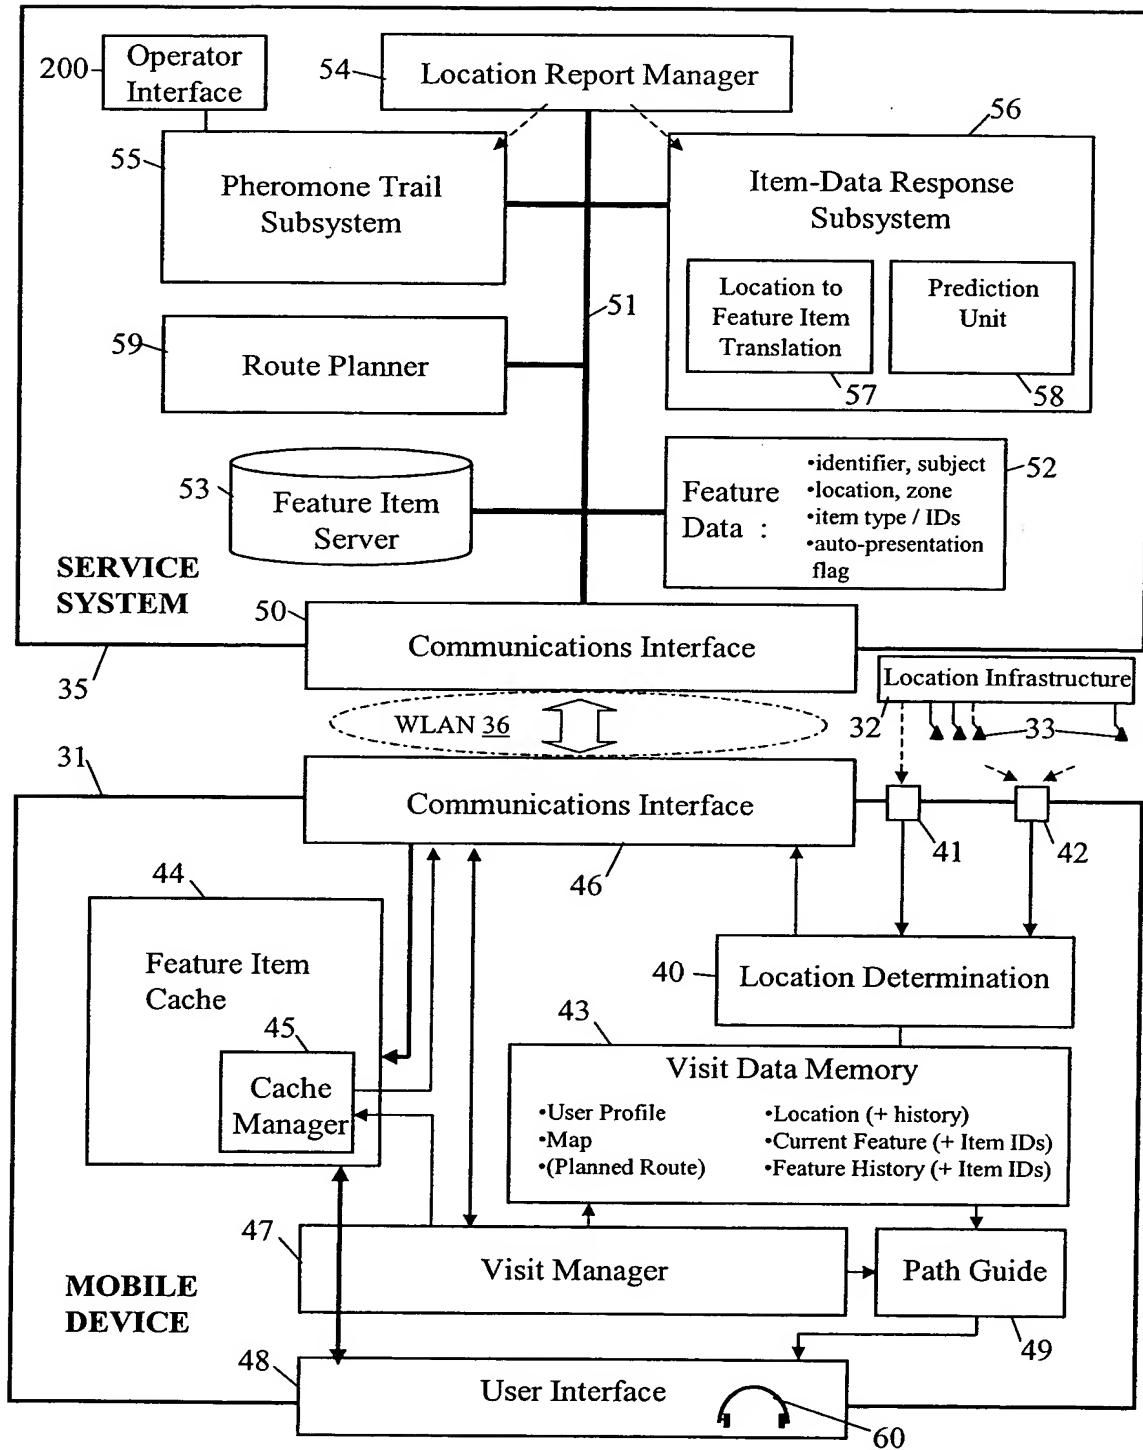 200
Operator
Interface
54
Location Report Manager
55
Pheromone Trail
Subsystem
56
Item-Data Response
Subsystem
Location to
Feature Item
Translation
57
Prediction
Unit
58
51
59
Route Planner
53
Feature Item
Server
Feature
Data :
•identifier, subject
•location, zone
•item type / IDs
•auto-presentation
flag
52
SERVICE
SYSTEM
50
Communications Interface
35
Location Infrastructure
32
33
WLAN 36
31
Communications Interface
46
41
42
44
Feature Item
Cache
45
Cache
Manager
40
Location Determination
43
Visit Data Memory
•User Profile
•Map
•(Planned Route)
•Location (+ history)
•Current Feature (+ Item IDs)
•Feature History (+ Item IDs)
47
Visit Manager
Path Guide
49
MOBILE
DEVICE
48
User Interface
60